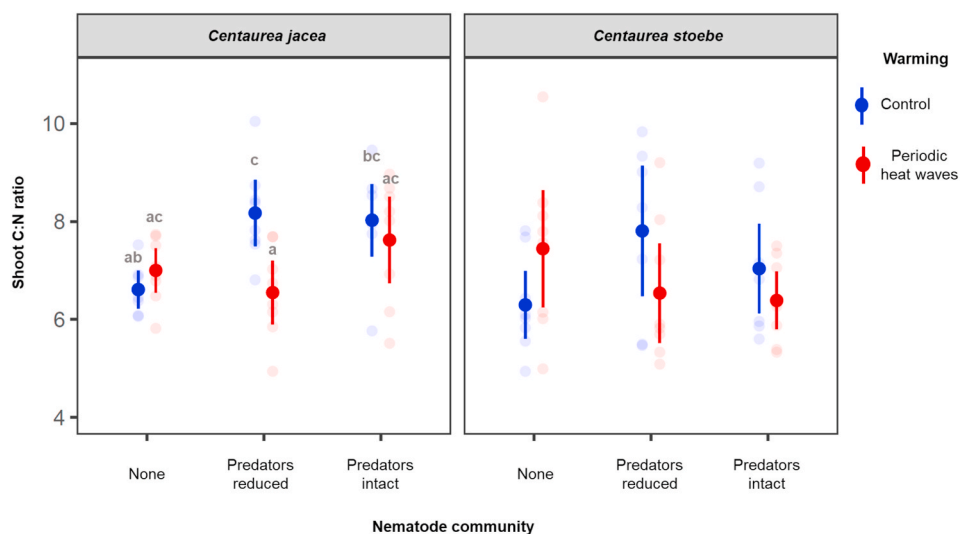 Centaurea jacea
Centaurea stoebe
Warming
Control
Periodic
heat waves
Shoot C:N ratio
10
8
6
4
ab
ac
c
a
bc
ac
None
Predators
reduced
Predators
intact
None
Predators
reduced
Predators
intact
Nematode community